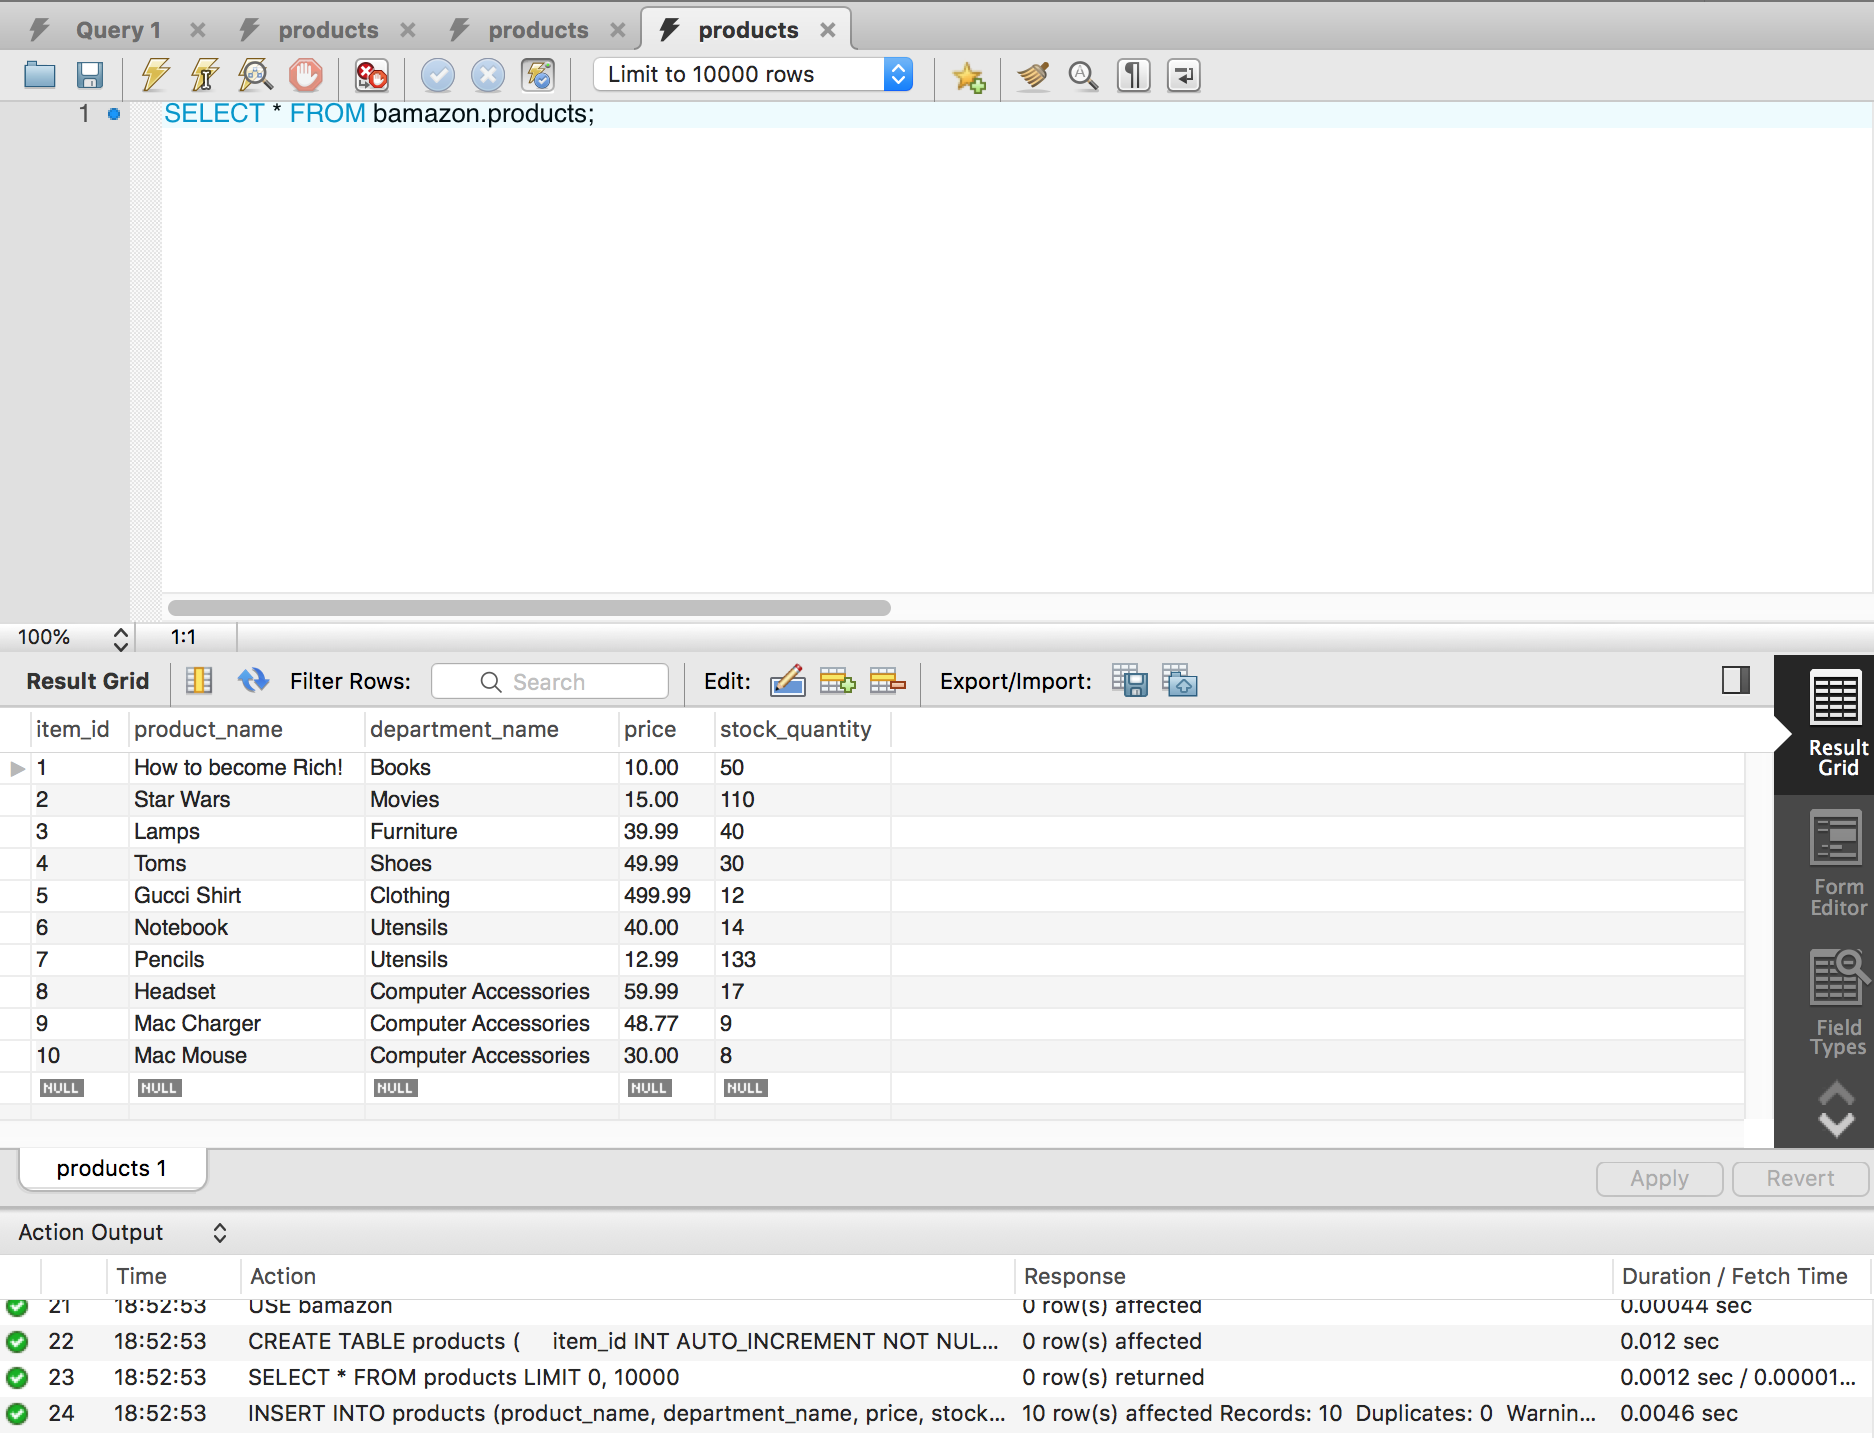 Query 1 products products products
Limit to 10000 rows
1 SELECT * FROM bamazon.products;
100% 1:1
Result Grid Filter Rows: Search Edit: Export/Import:
item_id product_name department_name price stock_quantity
1 How to become Rich! Books 10.00 50
2 Star Wars Movies 15.00 110
3 Lamps Furniture 39.99 40
4 Toms Shoes 49.99 30
5 Gucci Shirt Clothing 499.99 12
6 Notebook Utensils 40.00 14
7 Pencils Utensils 12.99 133
8 Headset Computer Accessories 59.99 17
9 Mac Charger Computer Accessories 48.77 9
10 Mac Mouse Computer Accessories 30.00 8
NULL NULL NULL NULL NULL
Result
Grid
Form
Editor
Field
Types
products 1
Apply Revert
Action Output
Time Action Response Duration / Fetch Time
21 18:52:53 USE bamazon 0 row(s) affected 0.00044 sec
22 18:52:53 CREATE TABLE products ( item_id INT AUTO_INCREMENT NOT NUL... 0 row(s) affected 0.012 sec
23 18:52:53 SELECT * FROM products LIMIT 0, 10000 0 row(s) returned 0.0012 sec / 0.00001...
24 18:52:53 INSERT INTO products (product_name, department_name, price, stock... 10 row(s) affected Records: 10 Duplicates: 0 Warnin... 0.0046 sec